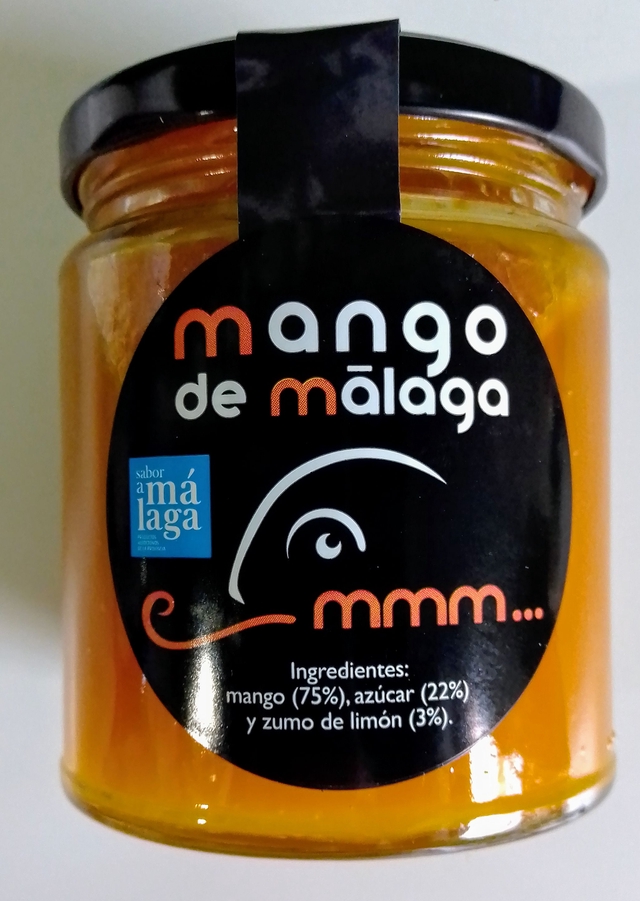 mango
de mālaga
sabor
a má
laga
mmm...
Ingredientes:
mango (75%), azúcar (22%)
y zumo de limón (3%).